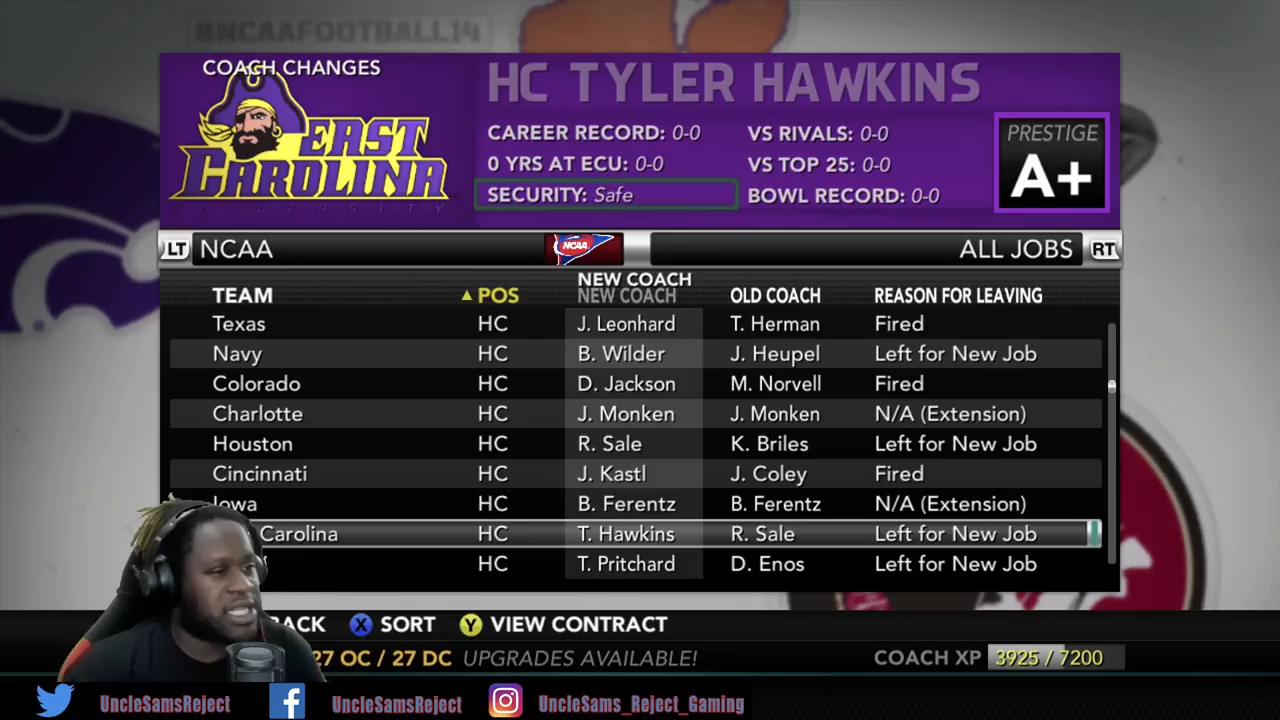 #NCAAFOOTBALL14
COACH CHANGES
EAST CAROLINA
UNIVERSITY
HC TYLER HAWKINS
CAREER RECORD: 0-0 VS RIVALS: 0-0
0 YRS AT ECU: 0-0 VS TOP 25: 0-0
SECURITY: Safe BOWL RECORD: 0-0
PRESTIGE
A+
LT NCAA NCAA ALL JOBS RT
NEW COACH
TEAM POS NEW COACH OLD COACH REASON FOR LEAVING
Texas HC J. Leonhard T. Herman Fired
Navy HC B. Wilder J. Heupel Left for New Job
Colorado HC D. Jackson M. Norvell Fired
Charlotte HC J. Monken J. Monken N/A (Extension)
Houston HC R. Sale K. Briles Left for New Job
Cincinnati HC J. Kastl J. Coley Fired
Iowa HC B. Ferentz B. Ferentz N/A (Extension)
Carolina HC T. Hawkins R. Sale Left for New Job
HC T. Pritchard D. Enos Left for New Job
BACK X SORT Y VIEW CONTRACT
27 OC / 27 DC UPGRADES AVAILABLE! COACH XP 3925 / 7200
UncleSamsReject UncleSamsReject UncleSams_Reject_Gaming